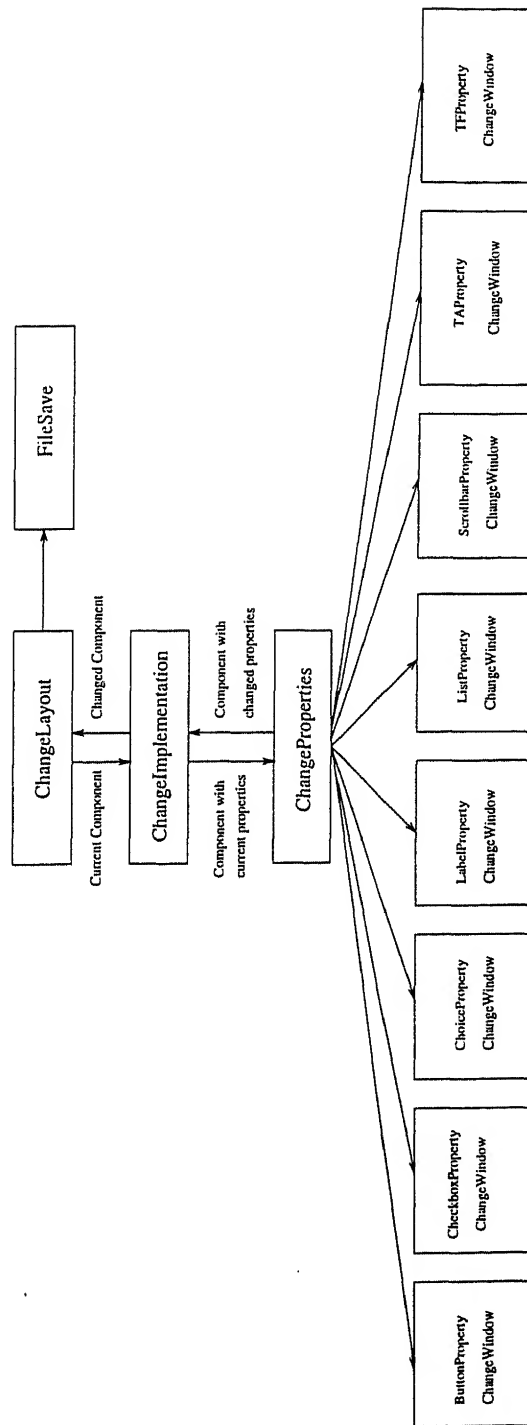 ChangeLayout
FileSave
Current Component
Changed Component
ChangeImplementation
Component with
current properties
Component with
changed properties
ChangeProperties
ButtonProperty
ChangeWindow
CheckboxProperty
ChangeWindow
ChoiceProperty
ChangeWindow
LabelProperty
ChangeWindow
ListProperty
ChangeWindow
ScrollbarProperty
ChangeWindow
TAProperty
ChangeWindow
TFProperty
ChangeWindow